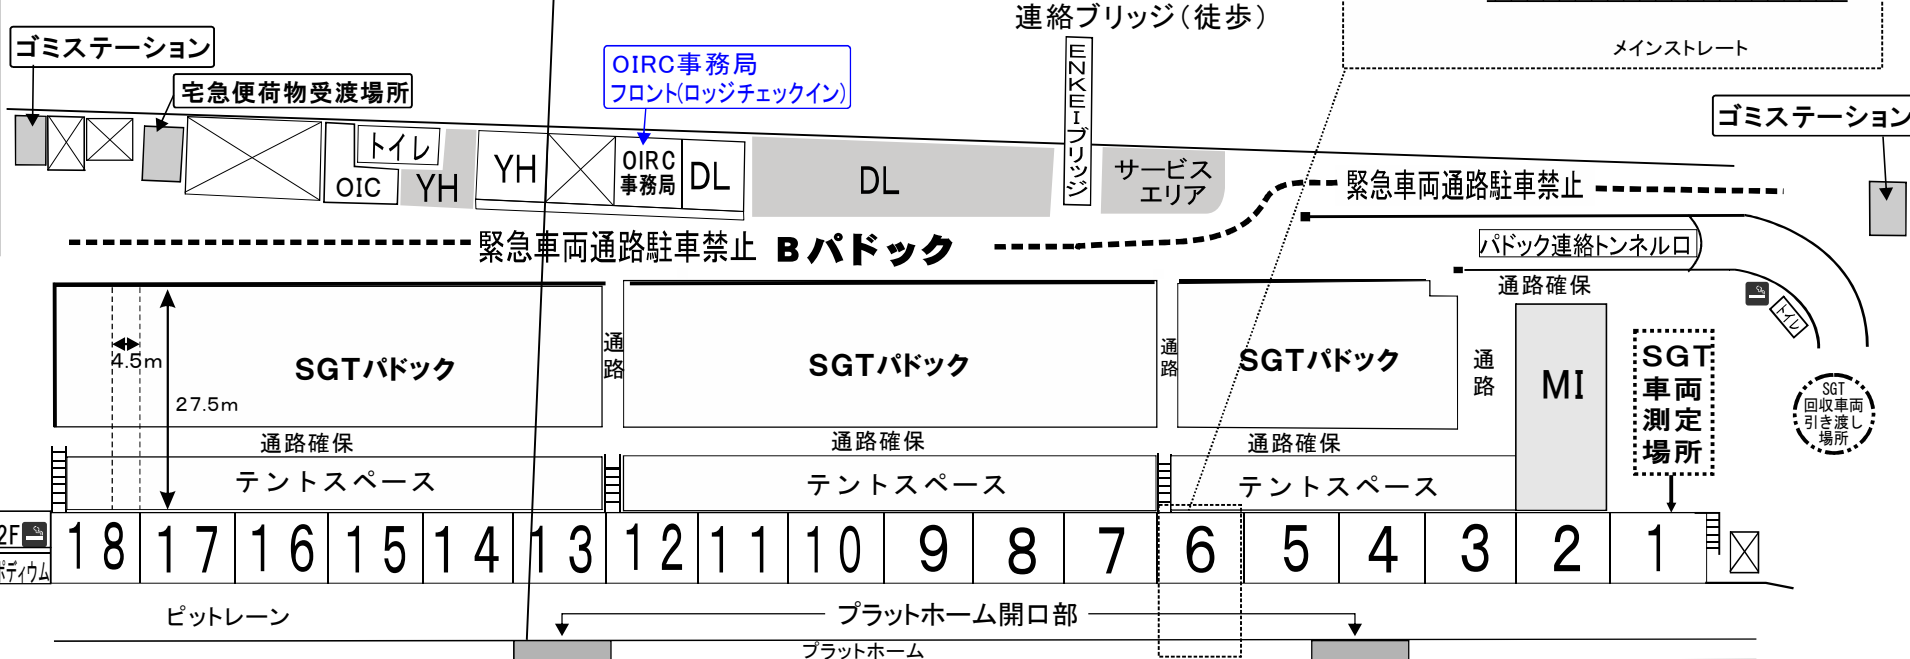 連絡ブリッジ（徒歩）
メインストレート
ゴミステーション
宅急便荷物受渡場所
OIRC事務局
フロント(ロッジチェックイン)
ENKEIブリッジ
ゴミステーション
トイレ
OIC
YH
YH
OIRC
事務局
DL
DL
サービス
エリア
緊急車両通路駐車禁止
緊急車両通路駐車禁止
Bパドック
パドック連絡トンネル口
通路確保
トイレ
4.5m
27.5m
SGTパドック
通路
SGTパドック
通路
SGTパドック
通路
MI
SGT
車両
測定
場所
SGT
回収車両
引き渡し
場所
通路確保
通路確保
通路確保
テントスペース
テントスペース
テントスペース
2F
ポディウム
18 17 16 15 14 13 12 11 10 9 8 7 6 5 4 3 2 1
ピットレーン
プラットホーム開口部
プラットホーム